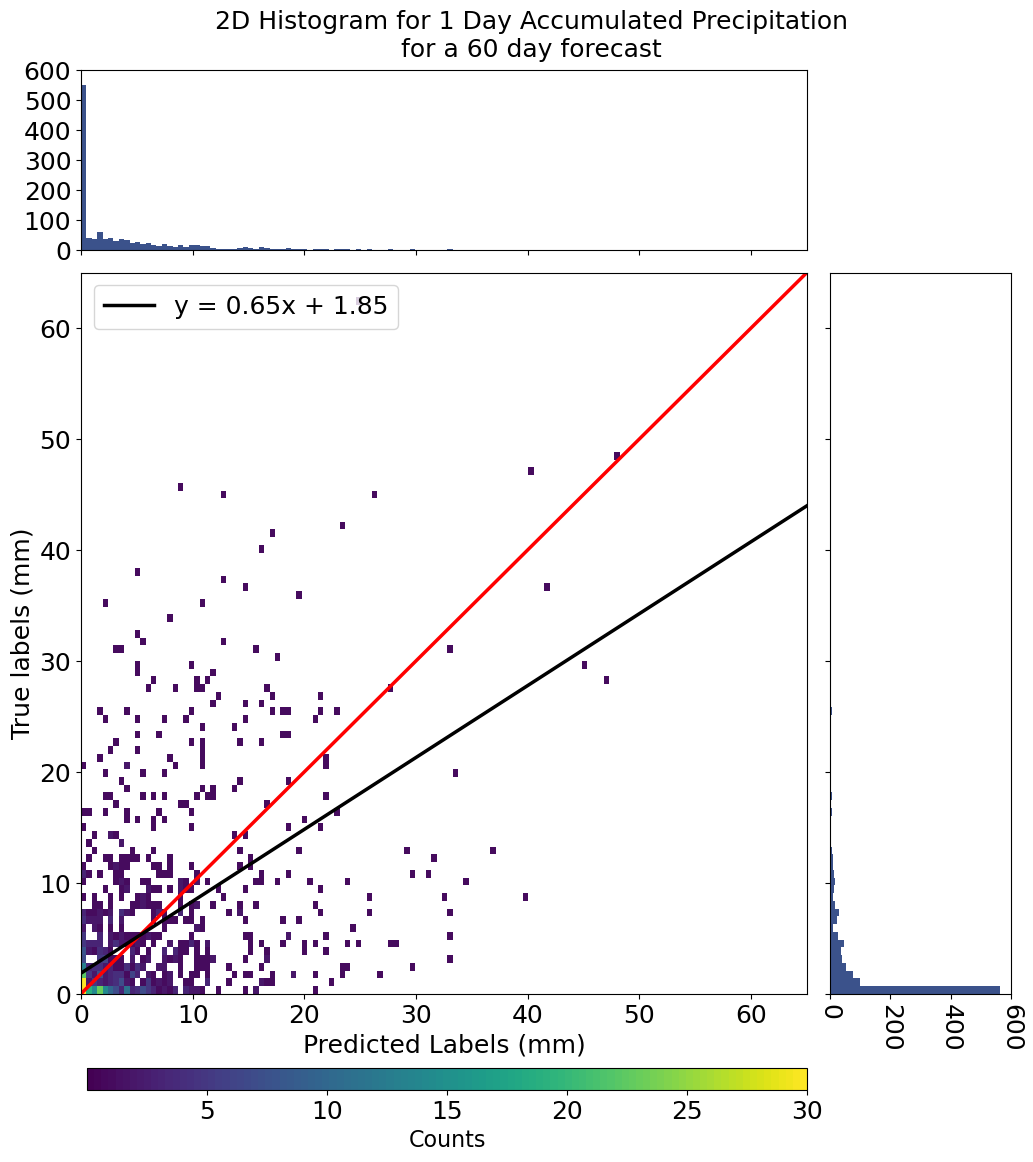 2D Histogram for 1 Day Accumulated Precipitation
for a 60 day forecast
600
500
400
300
200
100
0
y = 0.65x + 1.85
60
50
40
30
20
10
0
True labels (mm)
0 10 20 30 40 50 60
Predicted Labels (mm)
0 200 400 600
5 10 15 20 25 30
Counts